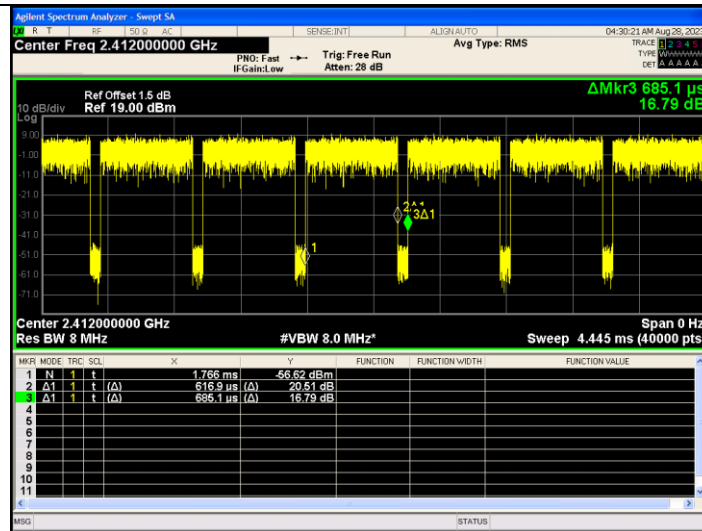 Agilent Spectrum Analyzer - Swept SA
R T RF 50 Ω AC SENSE:INT ALIGN AUTO 04:30:21 AM Aug 28, 2023
Center Freq 2.412000000 GHz Avg Type: RMS TRACE 1 2 3 4 5
PNO: Fast Trig: Free Run TYPE
IFGain:Low Atten: 28 dB DET A A A A A
ΔMkr3 685.1 µs
16.79 dB
Ref Offset 1.5 dB
10 dB/div Ref 19.00 dBm
Log
9.00
-1.00
-11.0
-21.0
-31.0
-41.0
-51.0
-61.0
-71.0
1
3Δ1
Center 2.412000000 GHz Span 0 Hz
Res BW 8 MHz #VBW 8.0 MHz* Sweep 4.445 ms (40000 pts
MKR MODE TRC SCL X Y FUNCTION FUNCTION WIDTH FUNCTION VALUE
1 N 1 t 1.766 ms -56.62 dBm
2 Δ1 1 t (Δ) 616.9 µs (Δ) 20.51 dB
3 Δ1 1 t (Δ) 685.1 µs (Δ) 16.79 dB
4
5
6
7
8
9
10
11
MSG STATUS